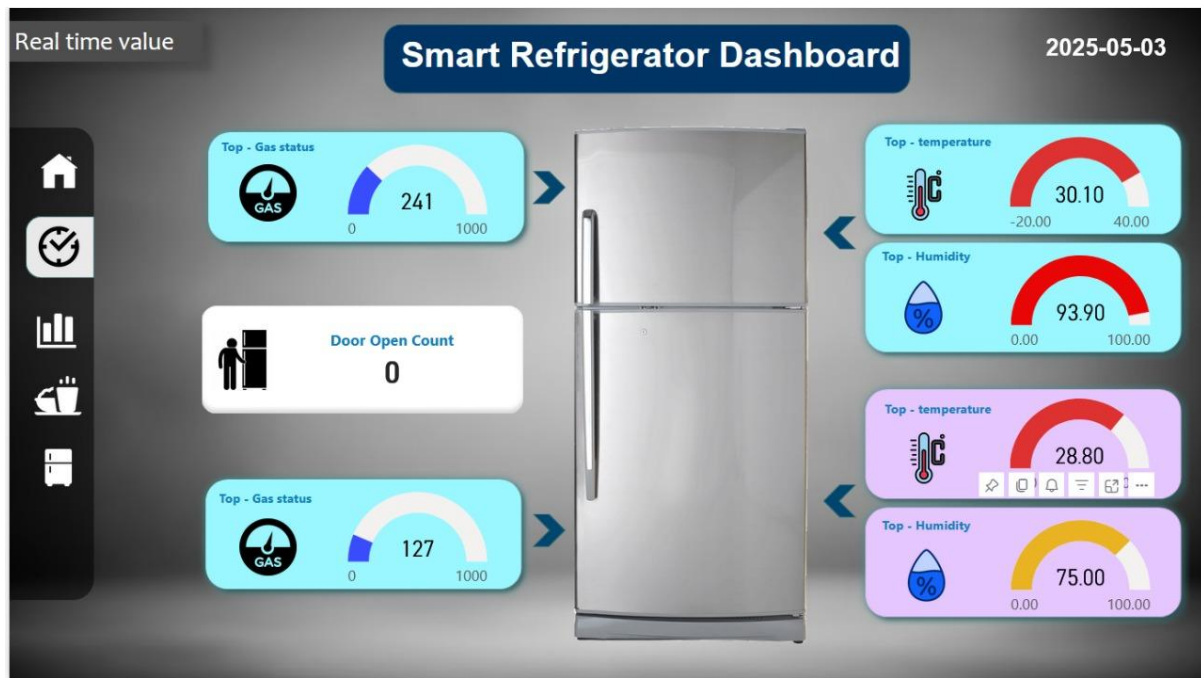 Real time value
Smart Refrigerator Dashboard
2025-05-03
Top - Gas status
GAS
241
0 1000
Top - temperature
C
30.10
-20.00 40.00
Top - Humidity
%
93.90
0.00 100.00
Door Open Count
0
Top - temperature
C
28.80
Top - Gas status
GAS
127
0 1000
Top - Humidity
%
75.00
0.00 100.00